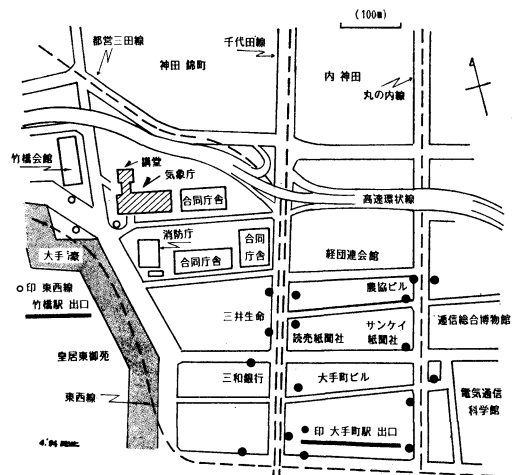 (100m)
都営三田線
神田 錦町
千代田線
内 神田
丸の内線
竹橋会館
講堂
気象庁
合同庁舎
高速環状線
消防庁
合同
庁舎
合同庁舎
経団連会館
大手濠
○印 東西線
竹橋駅 出口
農協ビル
三井生命
読売紙聞社
サンケイ
紙聞社
逓信総合博物館
皇居東御苑
三和銀行
大手町ビル
東西線
電気通信
科学館
●印 大手町駅 出口